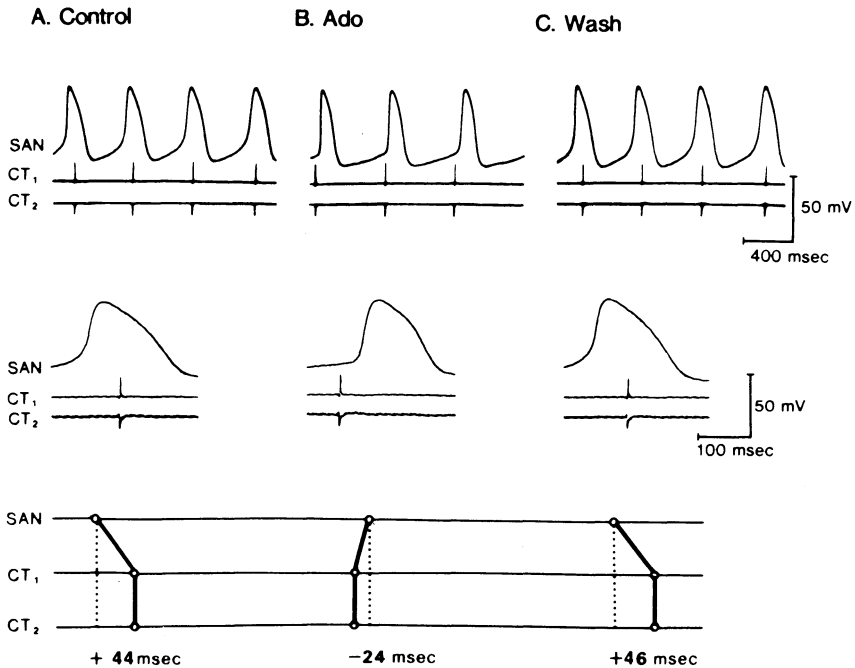 A. Control B. Ado C. Wash
SAN
CT₁
CT₂
50 mV
400 msec
SAN
CT₁
CT₂
50 mV
100 msec
SAN
CT₁
CT₂
+ 44 msec −24 msec +46 msec